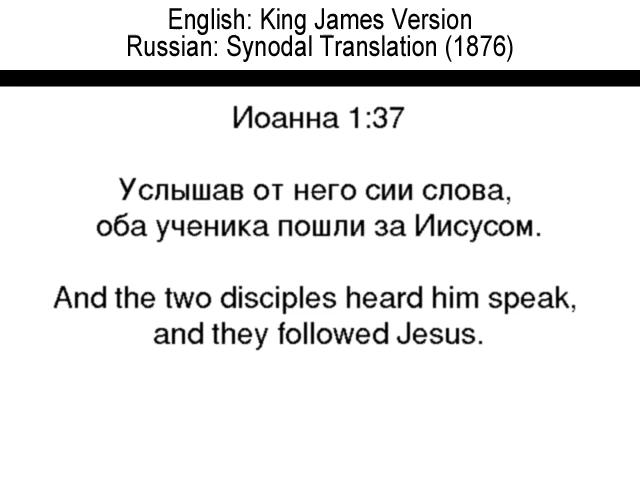 English: King James Version
Russian: Synodal Translation (1876)
Иоанна 1:37
Услышав от него сии слова,
оба ученика пошли за Иисусом.
And the two disciples heard him speak,
and they followed Jesus.